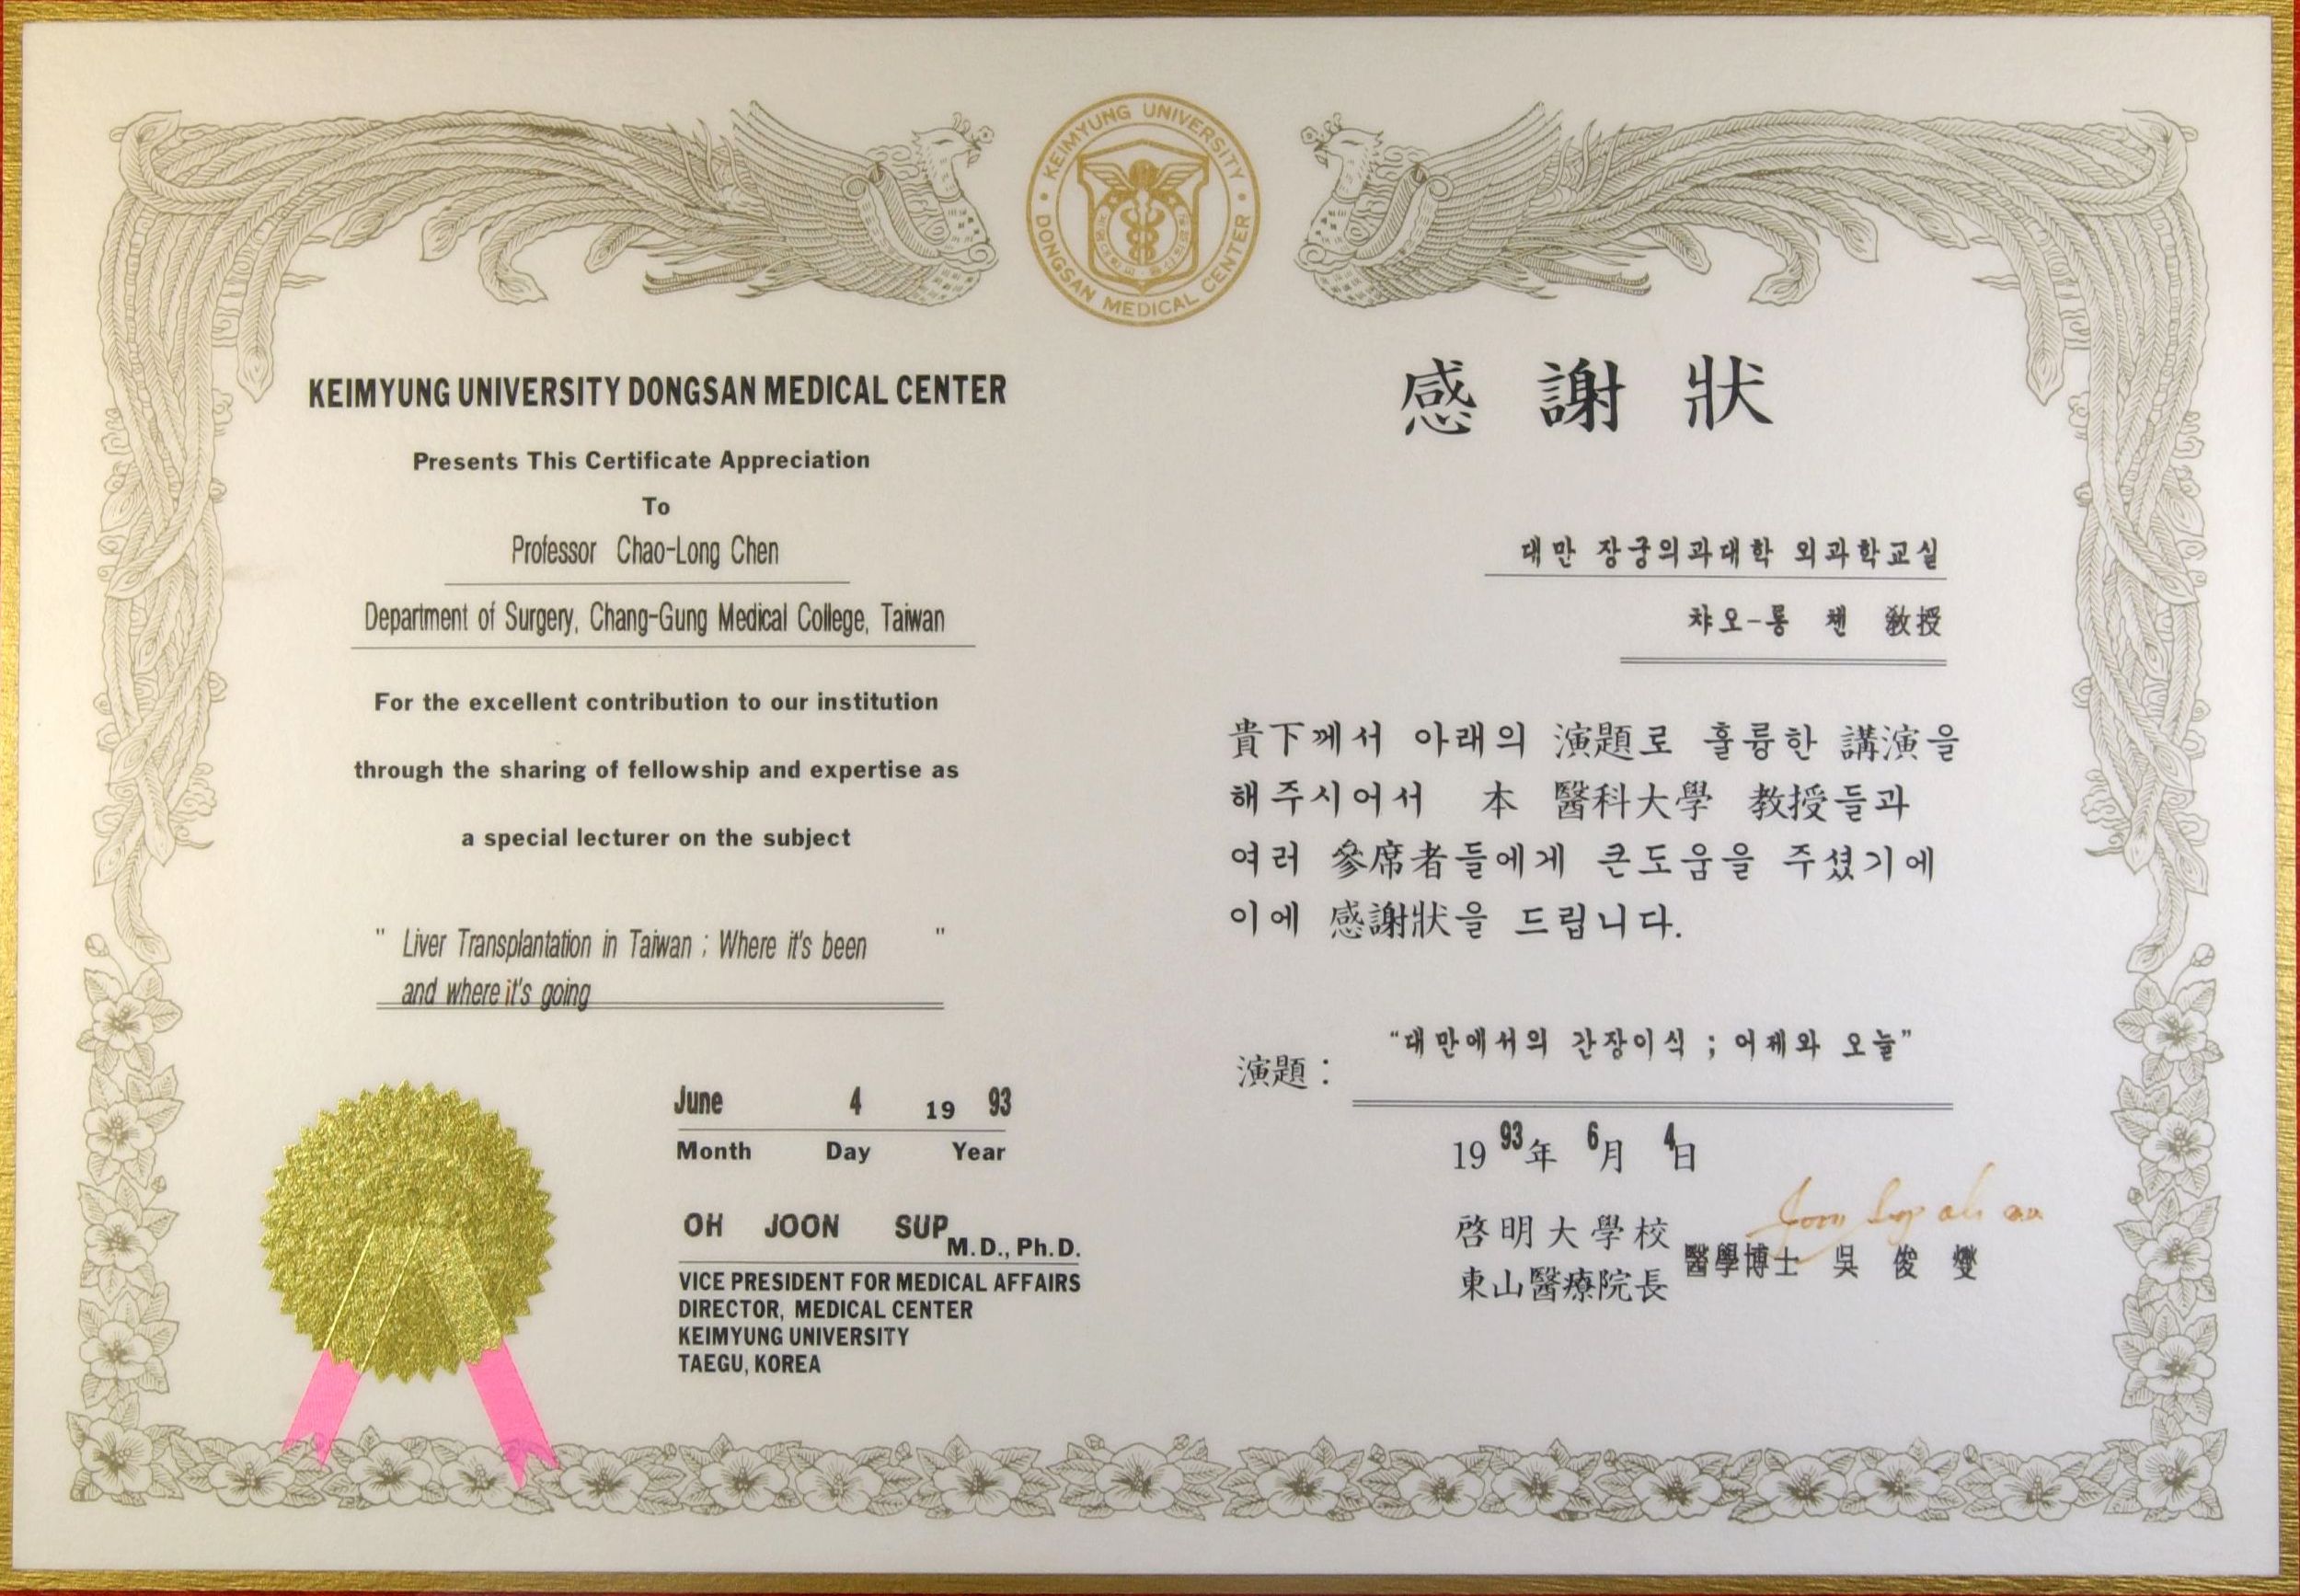 KEIMYUNG UNIVERSITY
DONGSAN MEDICAL CENTER
KEIMYUNG UNIVERSITY DONGSAN MEDICAL CENTER
Presents This Certificate Appreciation
To
Professor Chao-Long Chen
Department of Surgery, Chang-Gung Medical College, Taiwan
For the excellent contribution to our institution
through the sharing of fellowship and expertise as
a special lecturer on the subject
" Liver Transplantation in Taiwan ; Where it's been "
and where it's going
June 4 19 93
Month Day Year
OH JOON SUP M.D., Ph.D.
VICE PRESIDENT FOR MEDICAL AFFAIRS
DIRECTOR, MEDICAL CENTER
KEIMYUNG UNIVERSITY
TAEGU, KOREA
感謝狀
대만 장궁의과대학 외과학교실
챠오-롱 첸 敎授
貴下께서 아래의 演題로 훌륭한 講演을
해주시어서 本 醫科大學 教授들과
여러 參席者들에게 큰도움을 주셨기에
이에 感謝狀을 드립니다.
演題 : “대만에서의 간장이식 ; 어제와 오늘”
19 93年 6月 4日
啓明大學校
東山醫療院長 醫學博士 吳 俊 燮